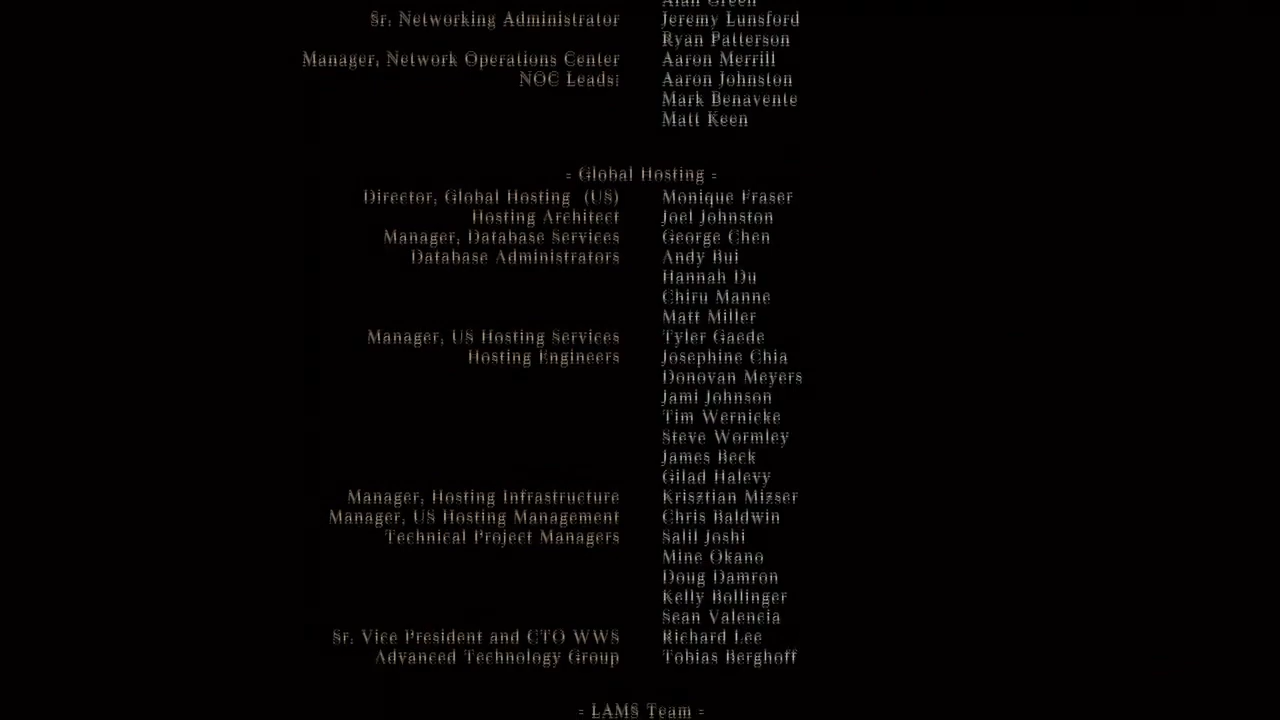 Alan Green
Sr. Networking Administrator Jeremy Lunsford
Ryan Patterson
Manager, Network Operations Center Aaron Merrill
NOC Leads: Aaron Johnston
Mark Benavente
Matt Keen
- Global Hosting -
Director, Global Hosting (US) Monique Fraser
Hosting Architect Joel Johnston
Manager, Database Services George Chen
Database Administrators Andy Bui
Hannah Du
Chiru Manne
Matt Miller
Manager, US Hosting Services Tyler Gaede
Hosting Engineers Josephine Chia
Donovan Meyers
Jami Johnson
Tim Wernicke
Steve Wormley
James Beck
Gilad Halevy
Manager, Hosting Infrastructure Krisztian Mizser
Manager, US Hosting Management Chris Baldwin
Technical Project Managers Salil Joshi
Mine Okano
Doug Damron
Kelly Bollinger
Sean Valencia
Sr. Vice President and CTO WWS Richard Lee
Advanced Technology Group Tobias Berghoff
- LAMS Team -